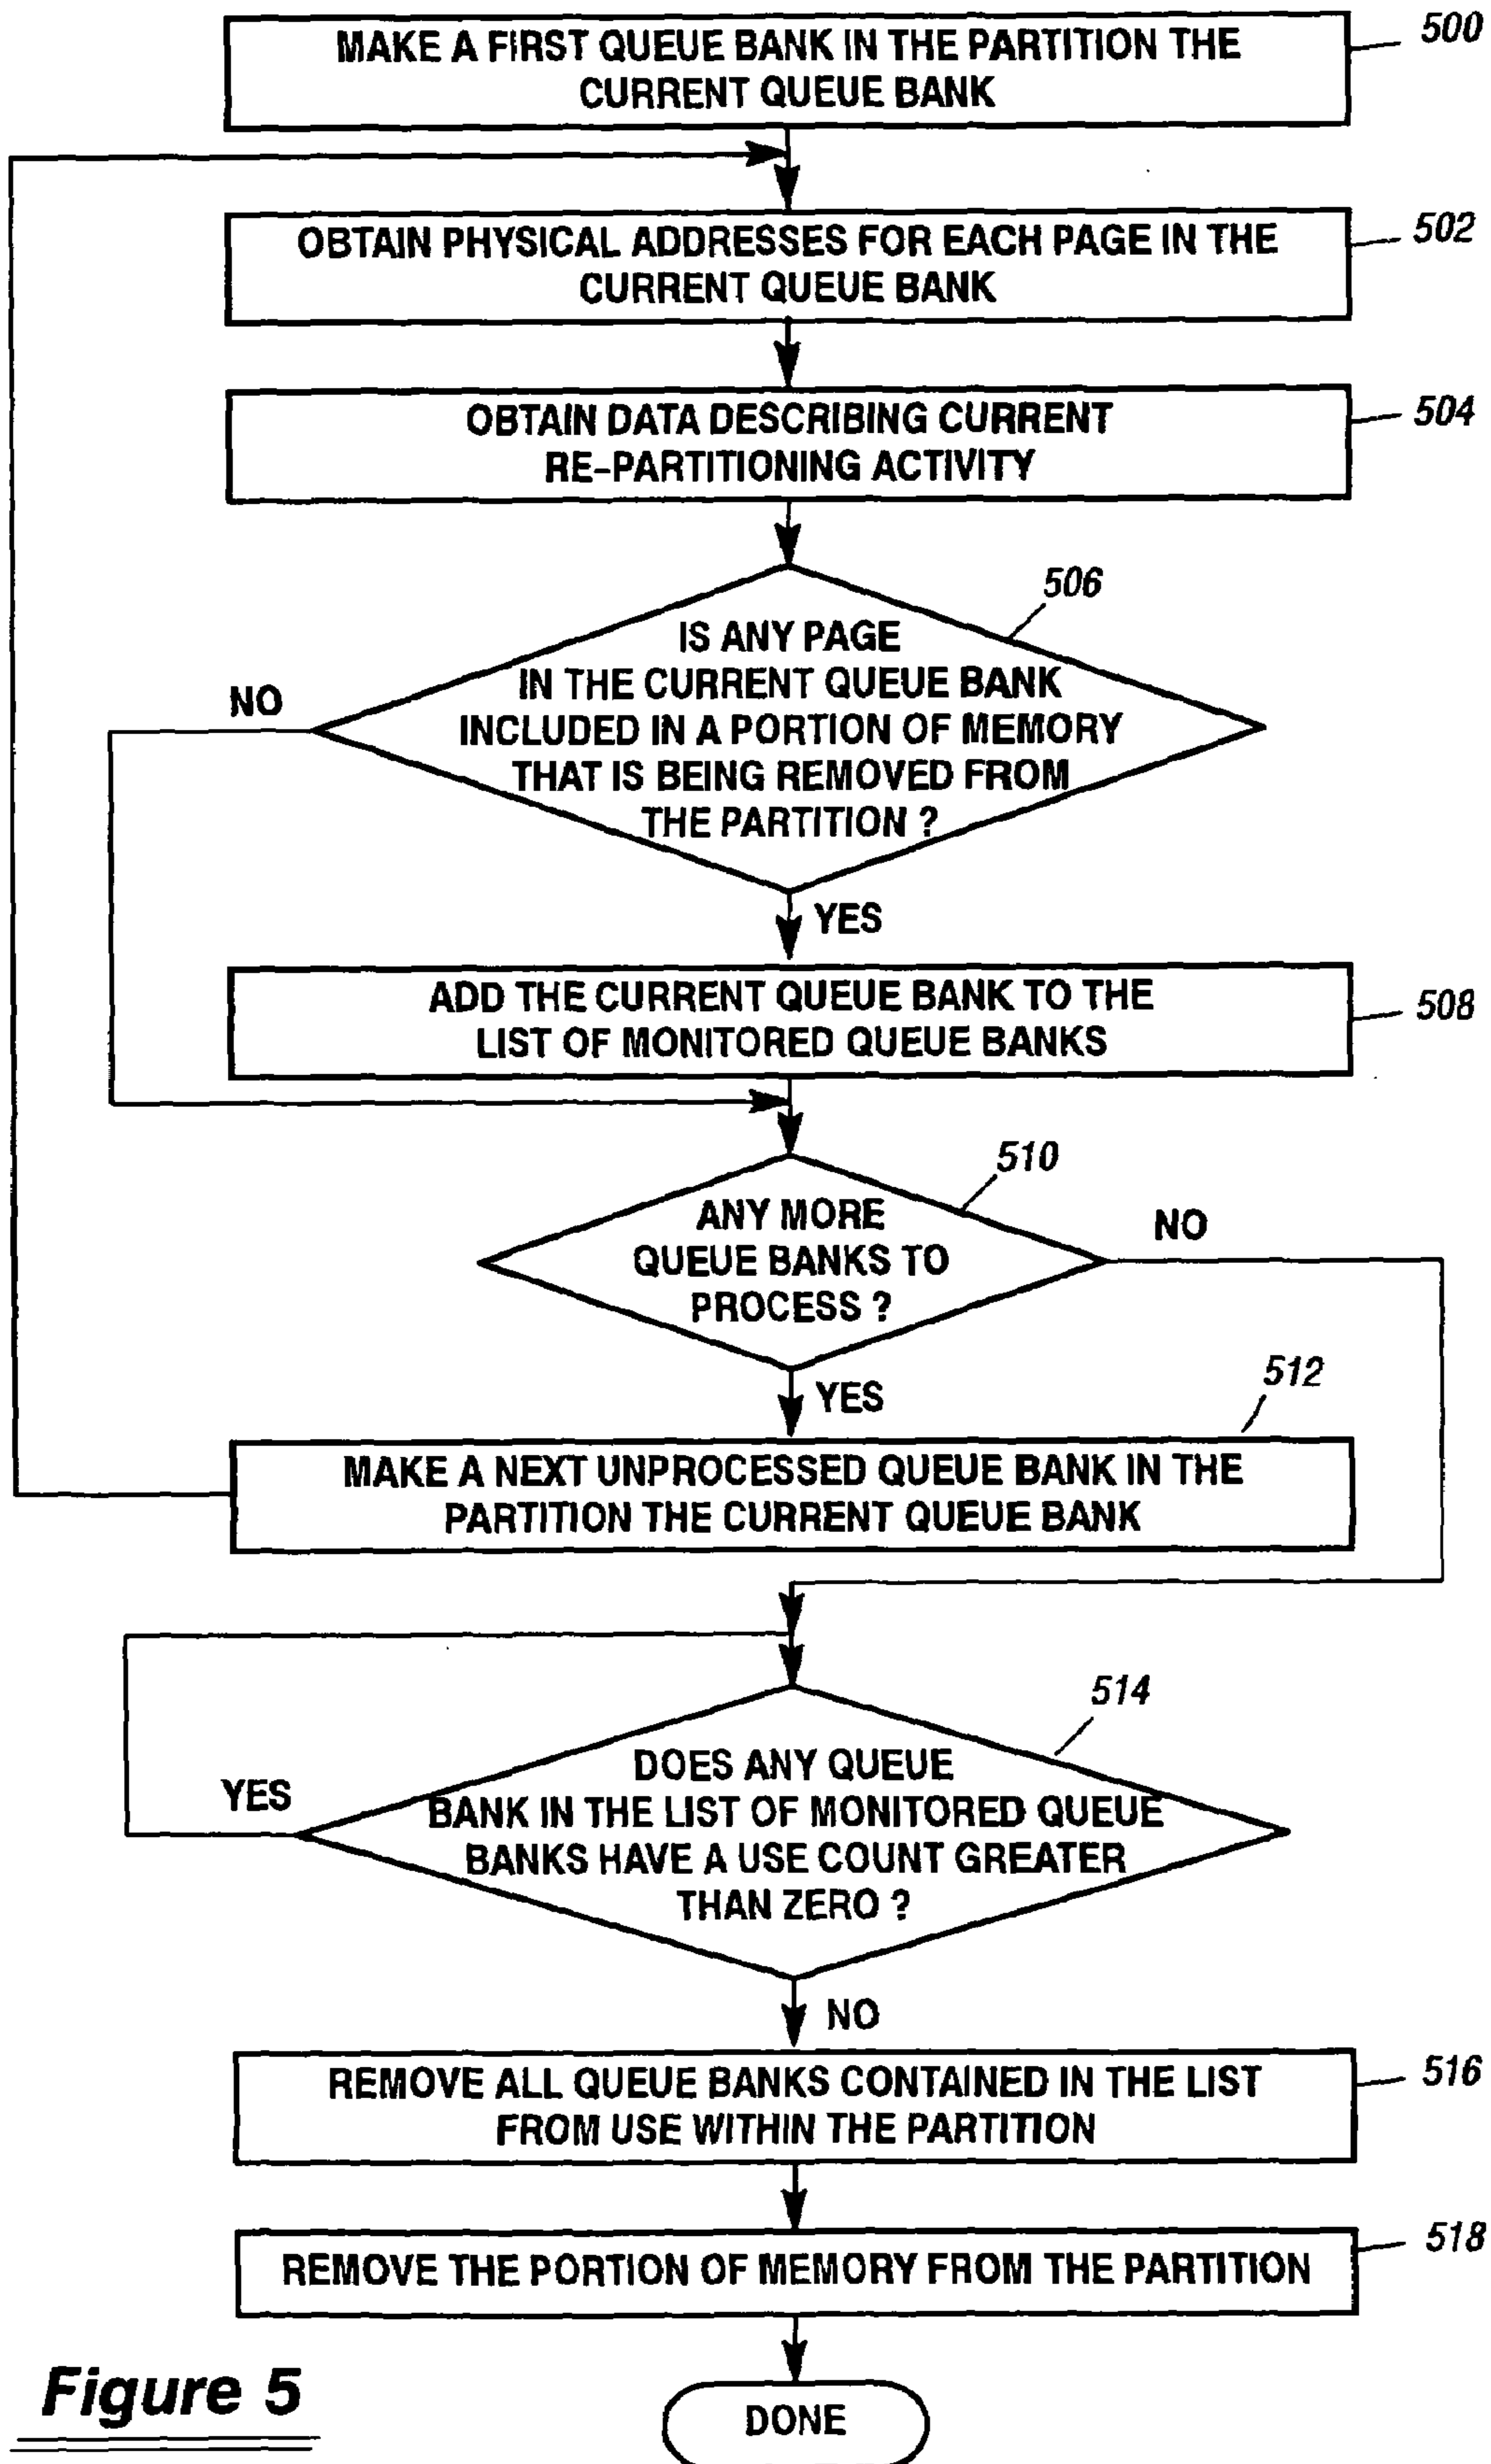 MAKE A FIRST QUEUE BANK IN THE PARTITION THE
CURRENT QUEUE BANK
500
OBTAIN PHYSICAL ADDRESSES FOR EACH PAGE IN THE
CURRENT QUEUE BANK
502
OBTAIN DATA DESCRIBING CURRENT
RE-PARTITIONING ACTIVITY
504
506
IS ANY PAGE
IN THE CURRENT QUEUE BANK
INCLUDED IN A PORTION OF MEMORY
THAT IS BEING REMOVED FROM
THE PARTITION ?
NO
YES
ADD THE CURRENT QUEUE BANK TO THE
LIST OF MONITORED QUEUE BANKS
508
510
ANY MORE
QUEUE BANKS TO
PROCESS ?
NO
YES
512
MAKE A NEXT UNPROCESSED QUEUE BANK IN THE
PARTITION THE CURRENT QUEUE BANK
514
DOES ANY QUEUE
BANK IN THE LIST OF MONITORED QUEUE
BANKS HAVE A USE COUNT GREATER
THAN ZERO ?
YES
NO
REMOVE ALL QUEUE BANKS CONTAINED IN THE LIST
FROM USE WITHIN THE PARTITION
516
REMOVE THE PORTION OF MEMORY FROM THE PARTITION
518
DONE
Figure 5